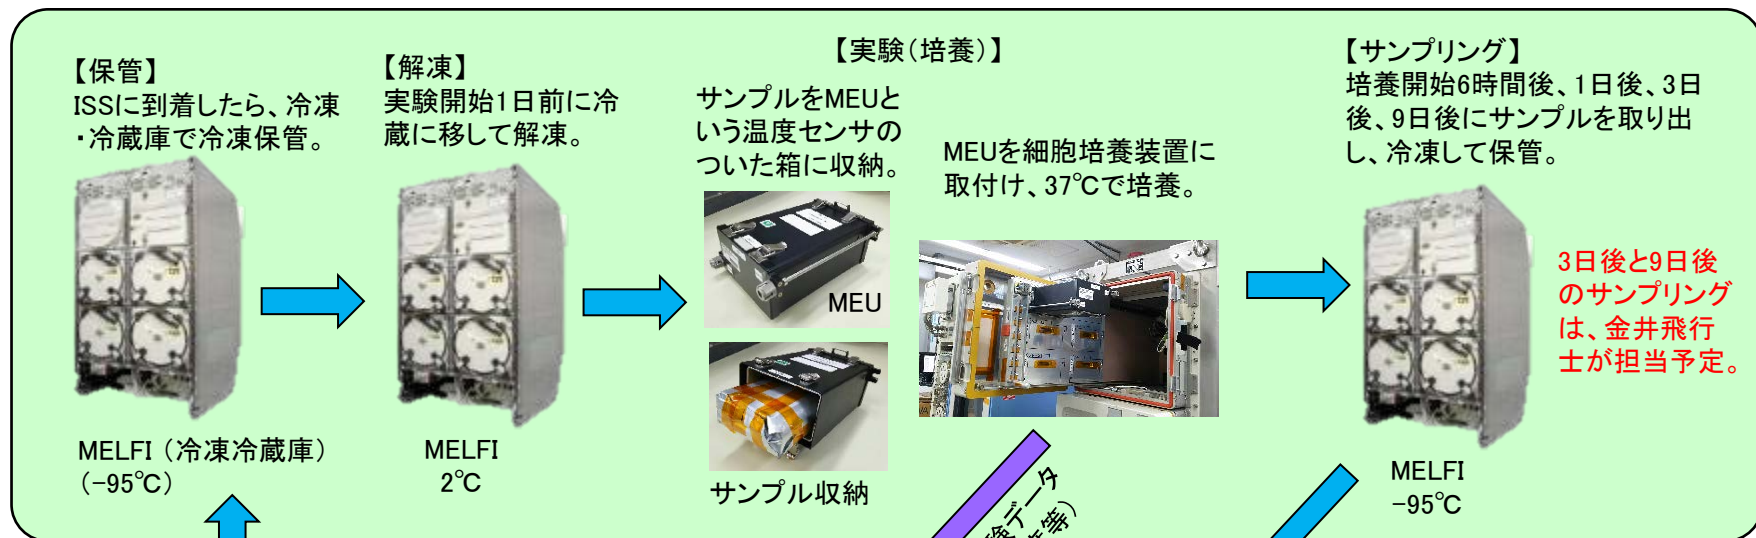 【保管】
ISSに到着したら、冷凍
・冷蔵庫で冷凍保管。
MELFI（冷凍冷蔵庫）
(-95℃)
【解凍】
実験開始1日前に冷
蔵に移して解凍。
MELFI
2℃
【実験（培養）】
サンプルをMEUと
いう温度センサの
ついた箱に収納。
MEU
サンプル収納
MEUを細胞培養装置に
取付け、37℃で培養。
【サンプリング】
培養開始6時間後、1日後、3日
後、9日後にサンプルを取り出
し、冷凍して保管。
3日後と9日後
のサンプリング
は、金井飛行
士が担当予定。
MELFI
-95℃
験データ
等）